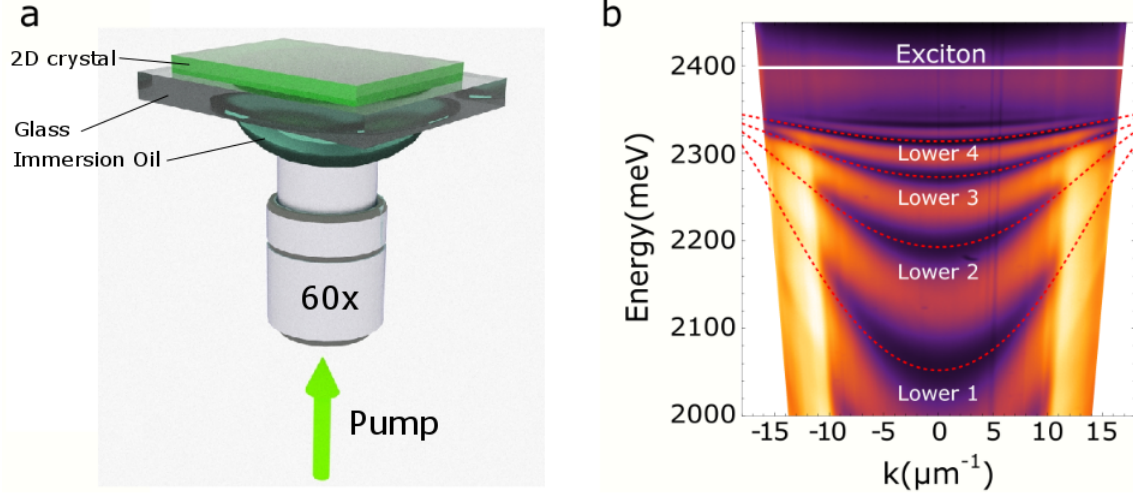 a
2D crystal
Glass
Immersion Oil
60x
Pump
b
Exciton
Lower 4
Lower 3
Lower 2
Lower 1
2400
2300
2200
2100
2000
Energy(meV)
-15 -10 -5 0 5 10 15
k(μm⁻¹)